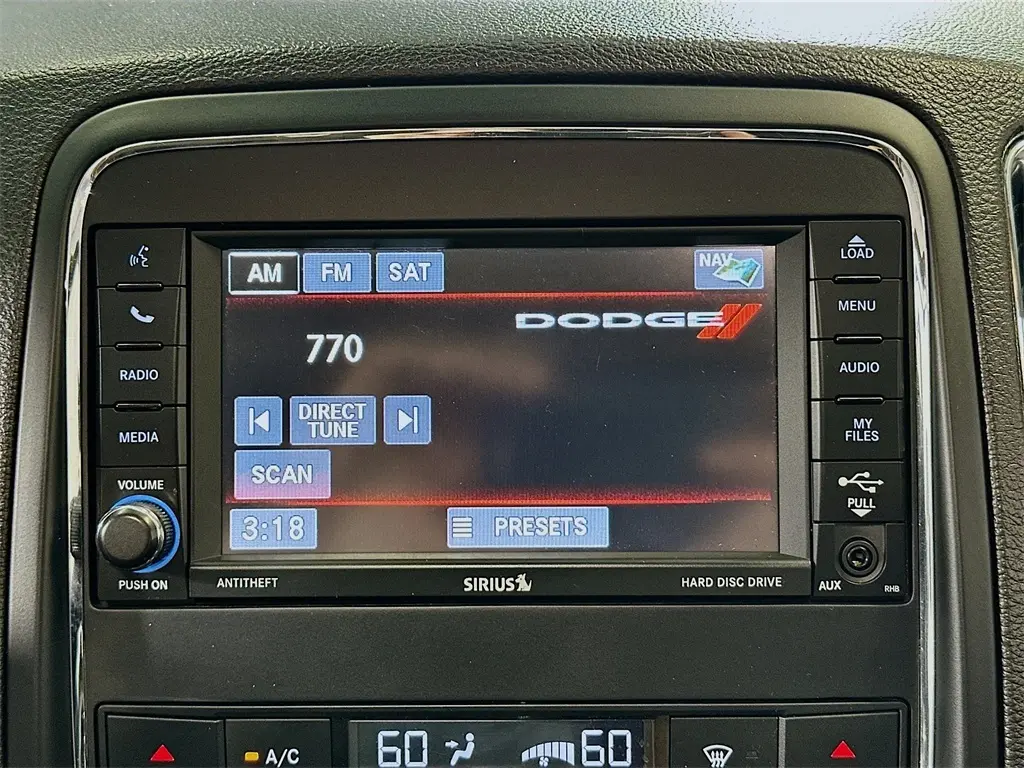 AM
FM
SAT
NAV
DODGE
770
DIRECT
TUNE
SCAN
3:18
PRESETS
RADIO
MEDIA
VOLUME
PUSH ON
LOAD
MENU
AUDIO
MY
FILES
PULL
AUX
RHB
ANTITHEFT
SIRIUS
HARD DISC DRIVE
A/C
60
60